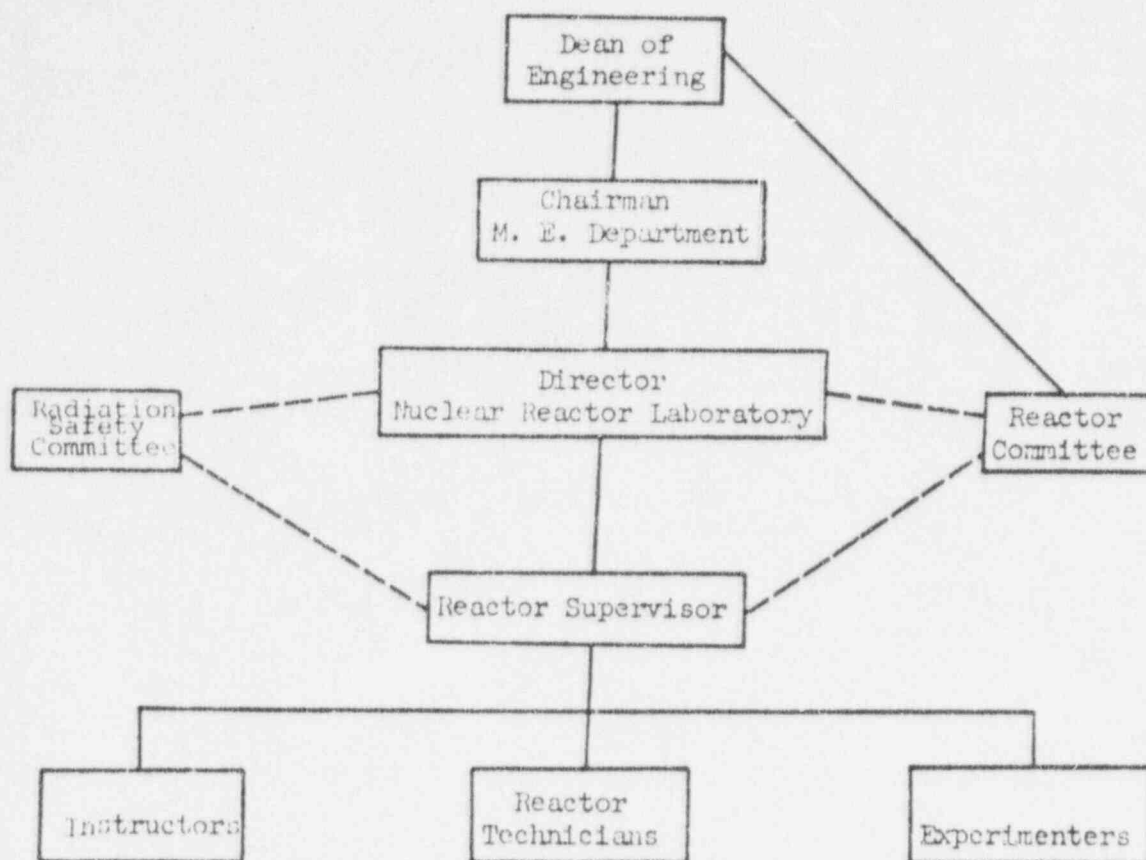 Dean of
Engineering
Chairman
M. E. Department
Director
Nuclear Reactor Laboratory
Radiation
Safety
Committee
Reactor
Committee
Reactor Supervisor
Instructors
Reactor
Technicians
Experimenters